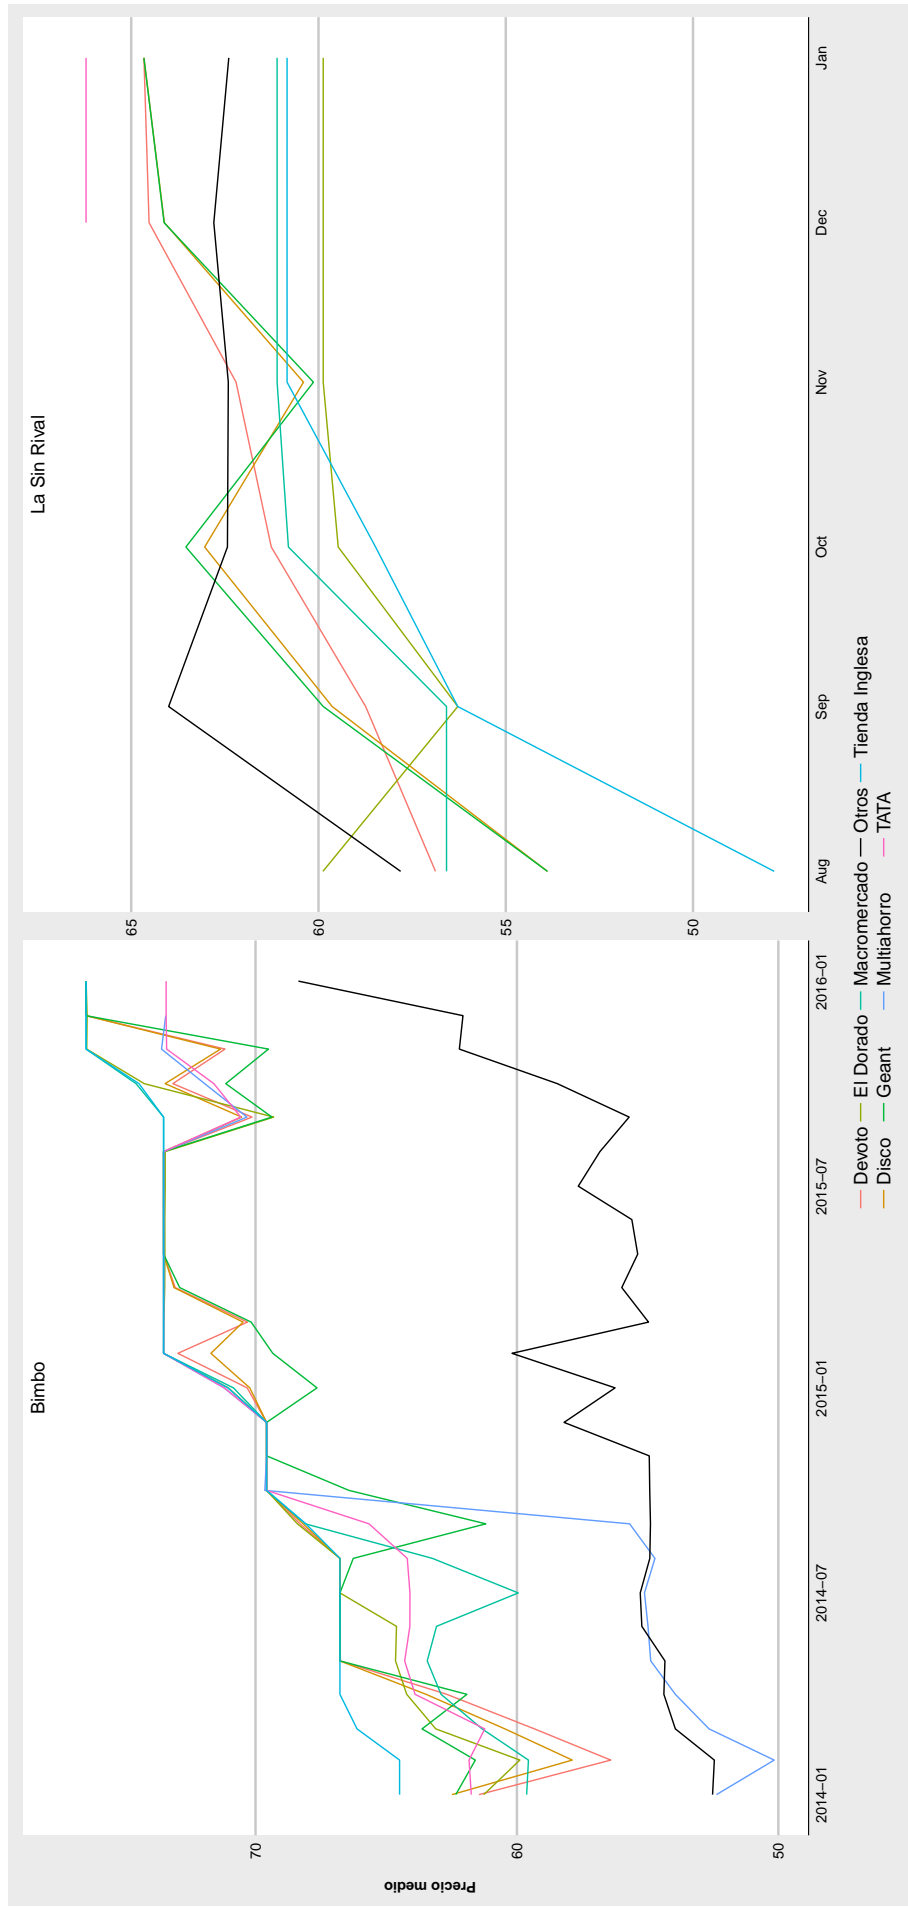 Bimbo
La Sin Rival
Precio medio
70
60
50
65
60
55
50
2014−01
2014−07
2015−01
2015−07
2016−01
Aug
Sep
Oct
Nov
Dec
Jan
Devoto El Dorado Macromercado Otros Tienda Inglesa
Disco Geant Multiahorro TATA